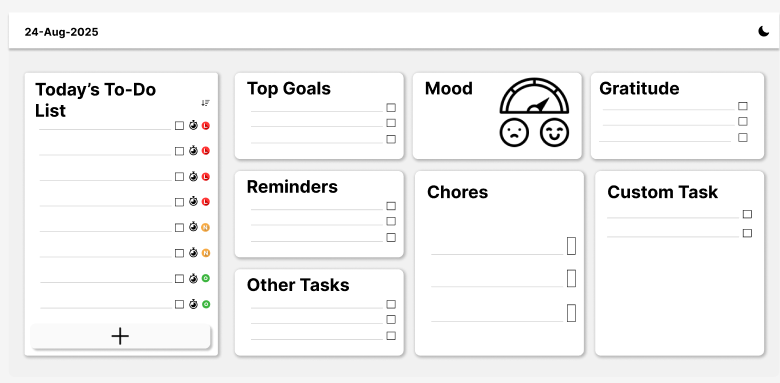 24-Aug-2025
Today's To-Do
List
L
L
L
L
N
N
Top Goals
Mood
Gratitude
Reminders
Chores
Custom Task
Other Tasks